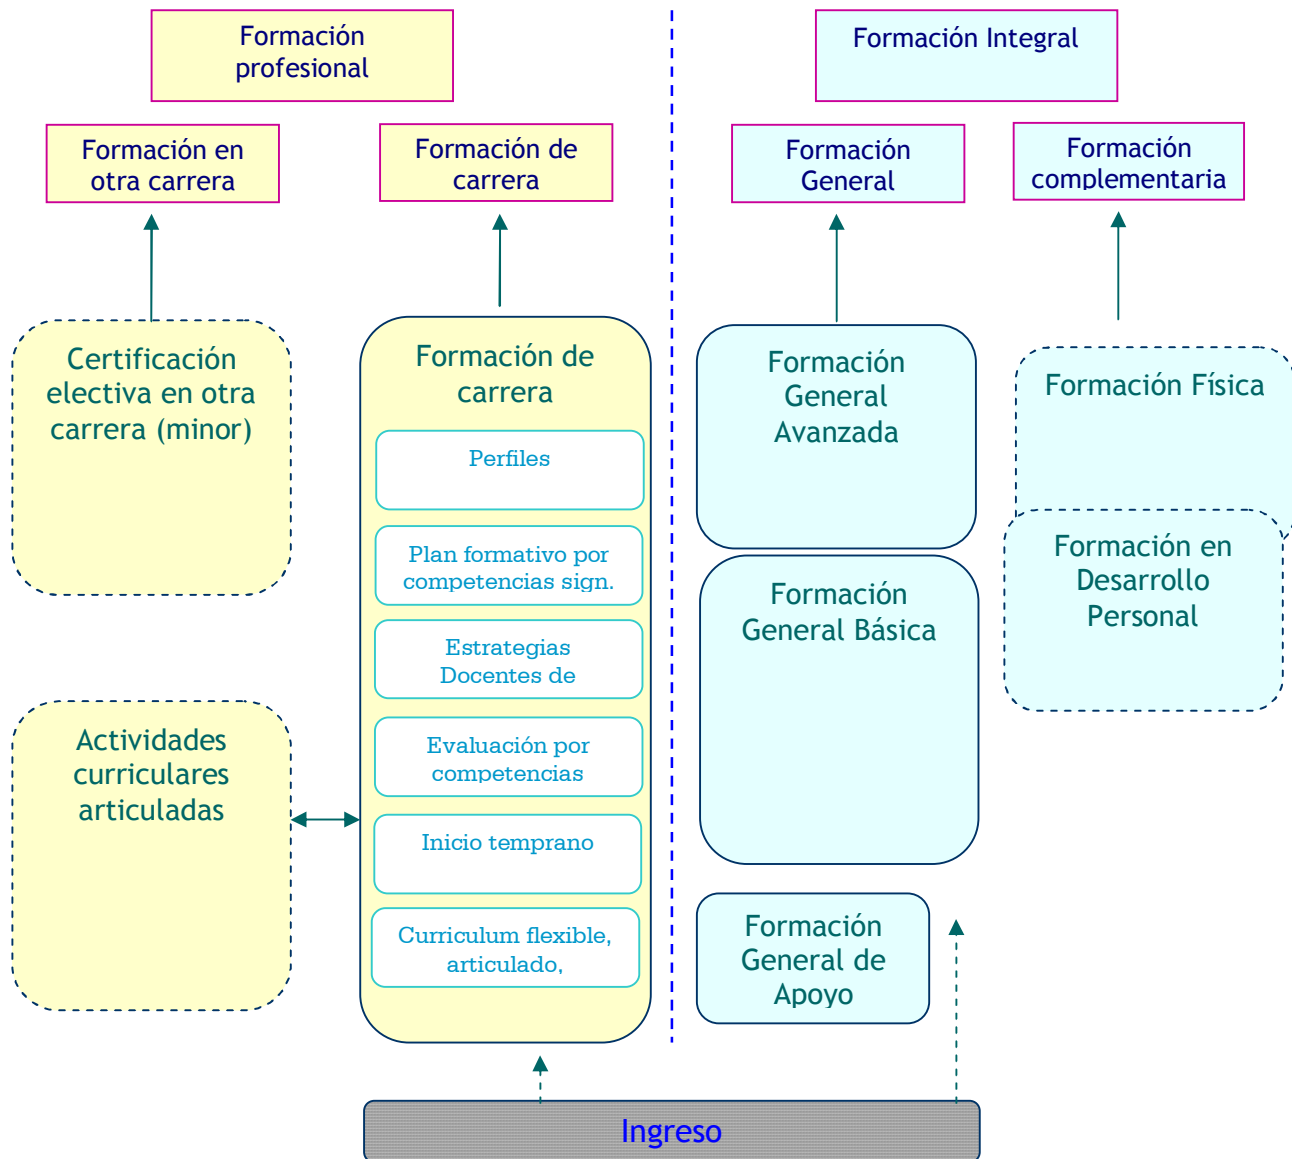 Formación
profesional
Formación Integral
Formación en
otra carrera
Formación de
carrera
Formación
General
Formación
complementaria
Certificación
electiva en otra
carrera (minor)
Formación de
carrera
Perfiles
Plan formativo por
competencias sign.
Estrategias
Docentes de
Evaluación por
competencias
Inicio temprano
Curriculum flexible,
articulado,
Actividades
curriculares
articuladas
Formación
General
Avanzada
Formación
General Básica
Formación
General de
Apoyo
Formación Física
Formación en
Desarrollo
Personal
Ingreso